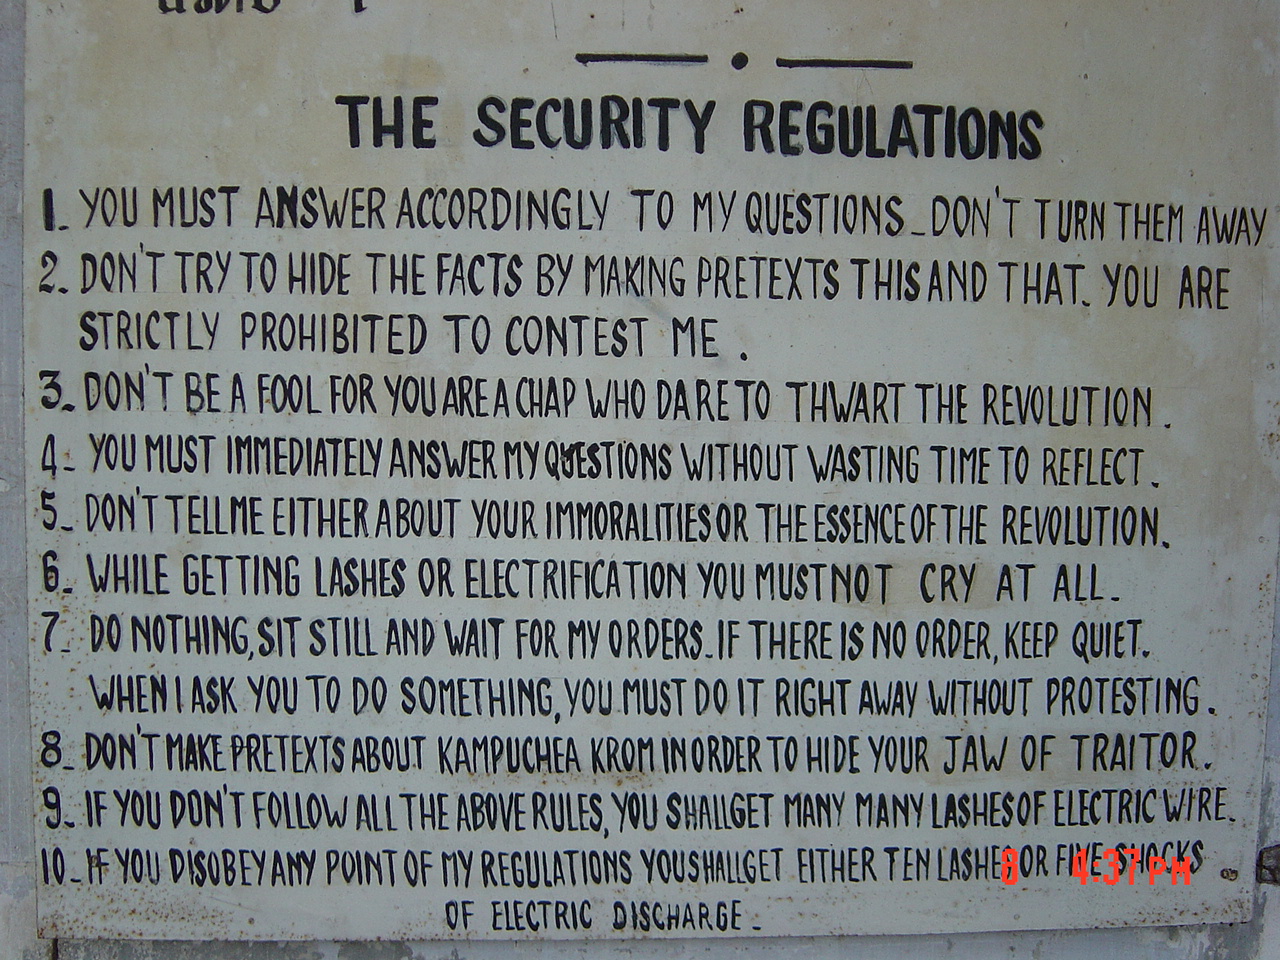 THE SECURITY REGULATIONS
1. YOU MUST ANSWER ACCORDINGLY TO MY QUESTIONS _ DON'T TURN THEM AWAY
2. DON'T TRY TO HIDE THE FACTS BY MAKING PRETEXTS THIS AND THAT. YOU ARE
STRICTLY PROHIBITED TO CONTEST ME.
3. DON'T BE A FOOL FOR YOU ARE A CHAP WHO DARE TO THWART THE REVOLUTION.
4. YOU MUST IMMEDIATELY ANSWER MY QUESTIONS WITHOUT WASTING TIME TO REFLECT.
5. DON'T TELL ME EITHER ABOUT YOUR IMMORALITIES OR THE ESSENCE OF THE REVOLUTION.
6. WHILE GETTING LASHES OR ELECTRIFICATION YOU MUST NOT CRY AT ALL.
7. DO NOTHING, SIT STILL AND WAIT FOR MY ORDERS. IF THERE IS NO ORDER, KEEP QUIET.
WHEN I ASK YOU TO DO SOMETHING, YOU MUST DO IT RIGHT AWAY WITHOUT PROTESTING.
8. DON'T MAKE PRETEXTS ABOUT KAMPUCHEA KROM IN ORDER TO HIDE YOUR JAW OF TRAITOR.
9. IF YOU DON'T FOLLOW ALL THE ABOVE RULES, YOU SHALL GET MANY MANY LASHES OF ELECTRIC WIRE.
10. IF YOU DISOBEY ANY POINT OF MY REGULATIONS YOU SHALL GET EITHER TEN LASHES OR FIVE SHOCKS
OF ELECTRIC DISCHARGE.
8 4:37PM